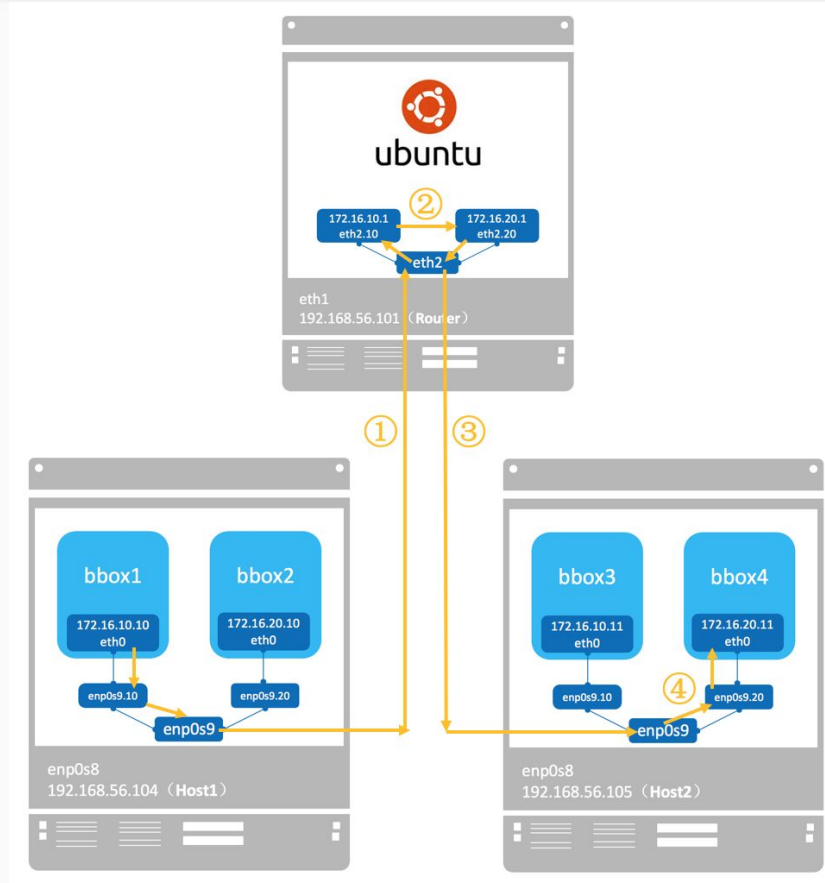 ubuntu
②
172.16.10.1
eth2.10
172.16.20.1
eth2.20
eth2
eth1
192.168.56.101（Router）
①
③
bbox1
bbox2
172.16.10.10
eth0
172.16.20.10
eth0
enp0s9.10
enp0s9.20
enp0s9
enp0s8
192.168.56.104（Host1）
bbox3
bbox4
172.16.10.11
eth0
172.16.20.11
eth0
④
enp0s9.10
enp0s9.20
enp0s9
enp0s8
192.168.56.105（Host2）